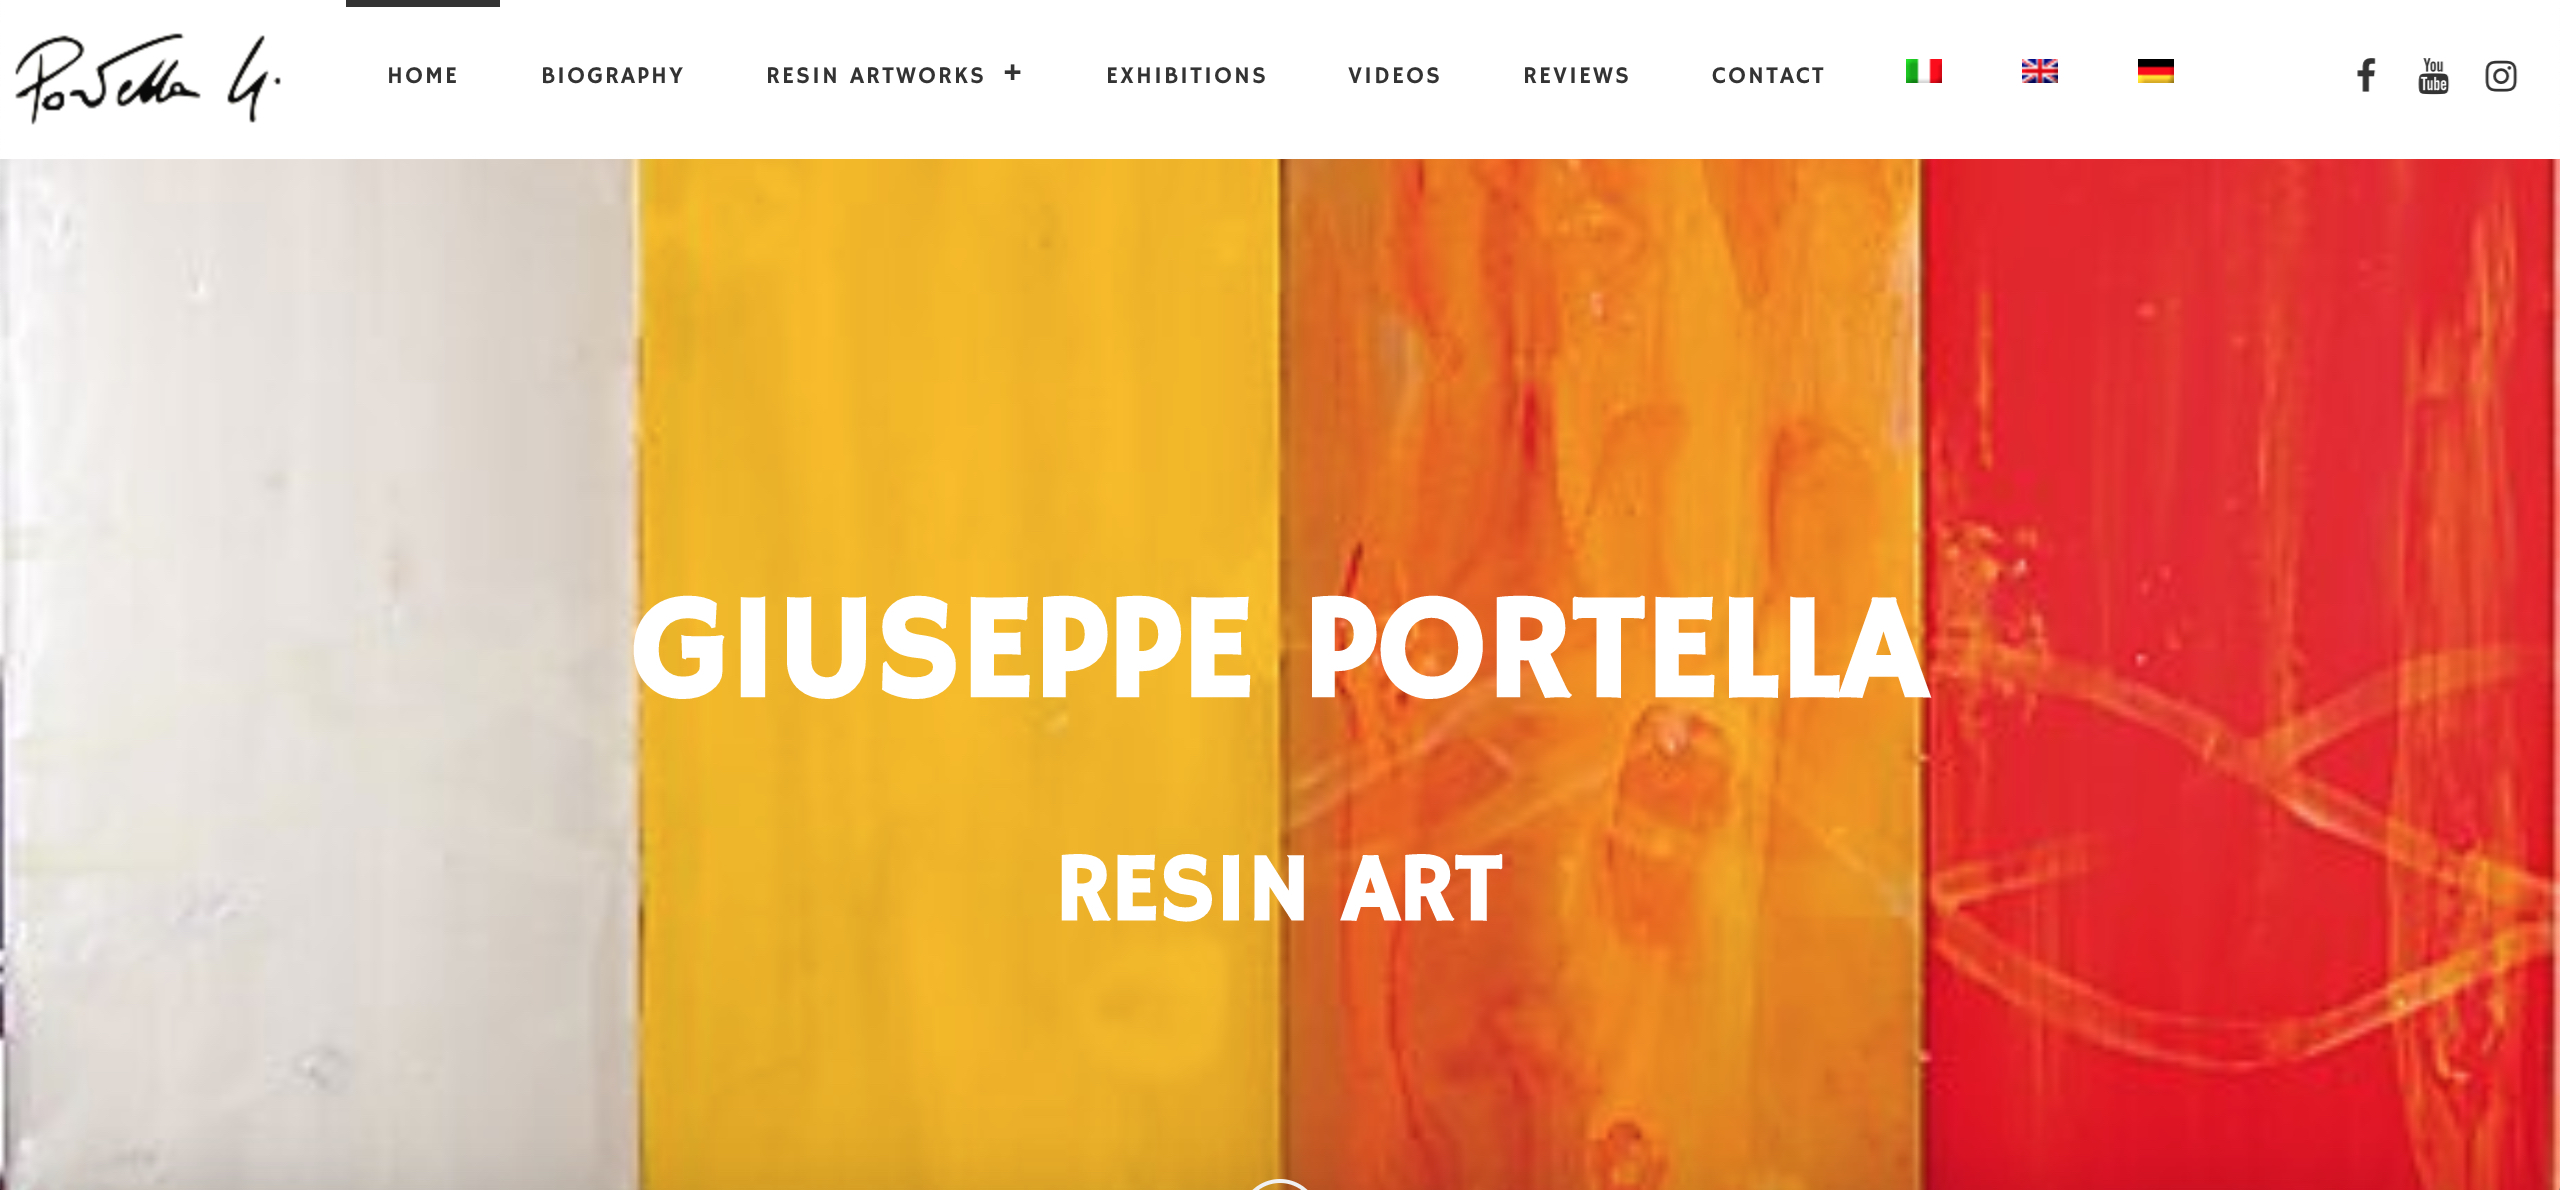 Portella G.
HOME BIOGRAPHY RESIN ARTWORKS + EXHIBITIONS VIDEOS REVIEWS CONTACT
You
Tube
GIUSEPPE PORTELLA
RESIN ART